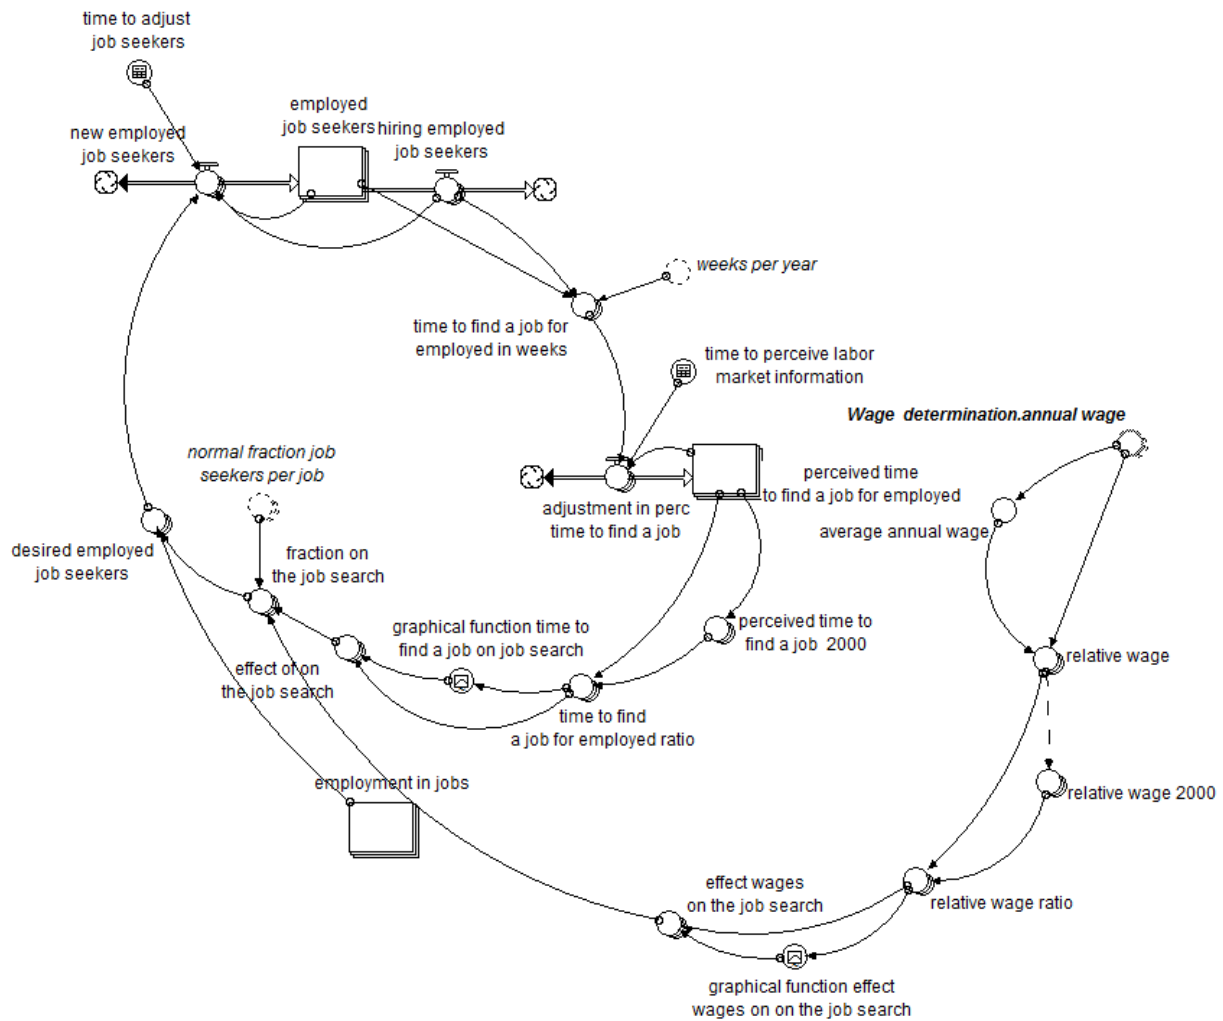 time to adjust
job seekers
employed
job seekers
hiring employed
job seekers
new employed
job seekers
weeks per year
time to find a job for
employed in weeks
time to perceive labor
market information
Wage determination.annual wage
normal fraction job
seekers per job
perceived time
to find a job for employed
adjustment in perc
time to find a job
average annual wage
desired employed
job seekers
fraction on
the job search
graphical function time to
find a job on job search
perceived time to
find a job 2000
effect of on
the job search
relative wage
time to find
a job for employed ratio
employment in jobs
relative wage 2000
effect wages
on the job search
relative wage ratio
graphical function effect
wages on on the job search